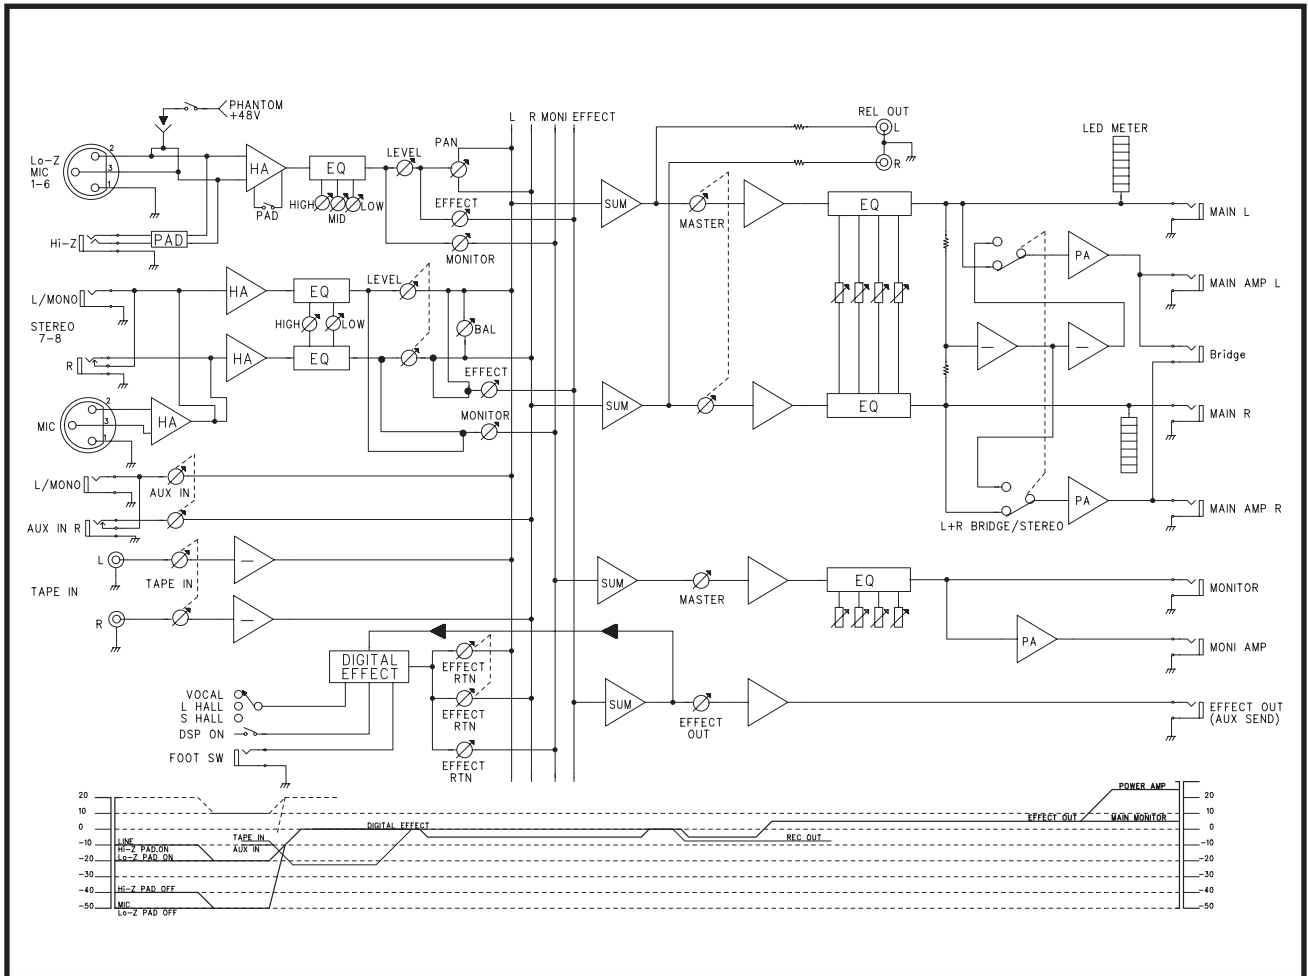 PHANTOM
+48V
Lo-Z
MIC
1-6
2
3
1
HA
PAD
EQ
HIGH
MID
LOW
LEVEL
PAN
EFFECT
MONITOR
Hi-Z
PAD
L R MONI EFFECT
L/MONO
STEREO
7-8
R
HA
EQ
HIGH
LOW
HA
EQ
LEVEL
BAL
EFFECT
MONITOR
MIC
2
3
1
HA
L/MONO
AUX IN
AUX IN R
L
TAPE IN
TAPE IN
R
—
—
DIGITAL
EFFECT
EFFECT
RTN
EFFECT
RTN
EFFECT
RTN
VOCAL
L HALL
S HALL
DSP ON
FOOT SW
REL OUT
L
R
LED METER
SUM
MASTER
EQ
MAIN L
PA
MAIN AMP L
—
—
Bridge
SUM
EQ
MAIN R
PA
L+R BRIDGE/STEREO
MAIN AMP R
SUM
MASTER
EQ
MONITOR
PA
MONI AMP
SUM
EFFECT
OUT
EFFECT OUT
(AUX SEND)
20
10
0
-10
-20
-30
-40
-50
LINE
Hi-Z PAD.ON
Lo-Z PAD ON
Hi-Z PAD OFF
MIC
Lo-Z PAD OFF
TAPE IN
AUX IN
DIGITAL EFFECT
REC OUT
EFFECT OUT
POWER AMP
MAIN MONITOR
20
10
0
-10
-20
-30
-40
-50